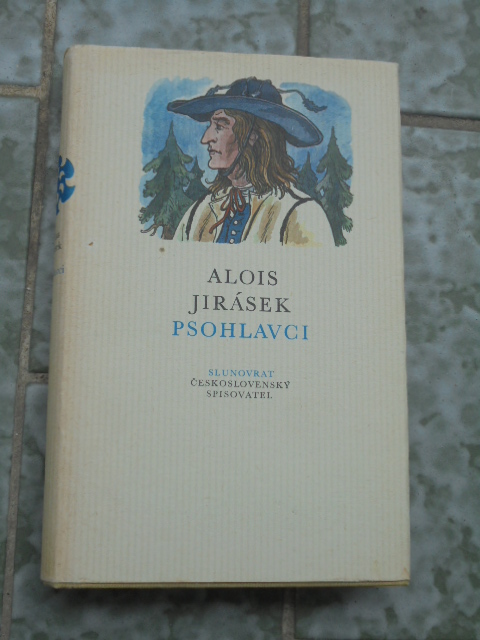 ALOIS
JIRÁSEK
PSOHLAVCI
SLUNOVRAT
ČESKOSLOVENSKÝ
SPISOVATEL